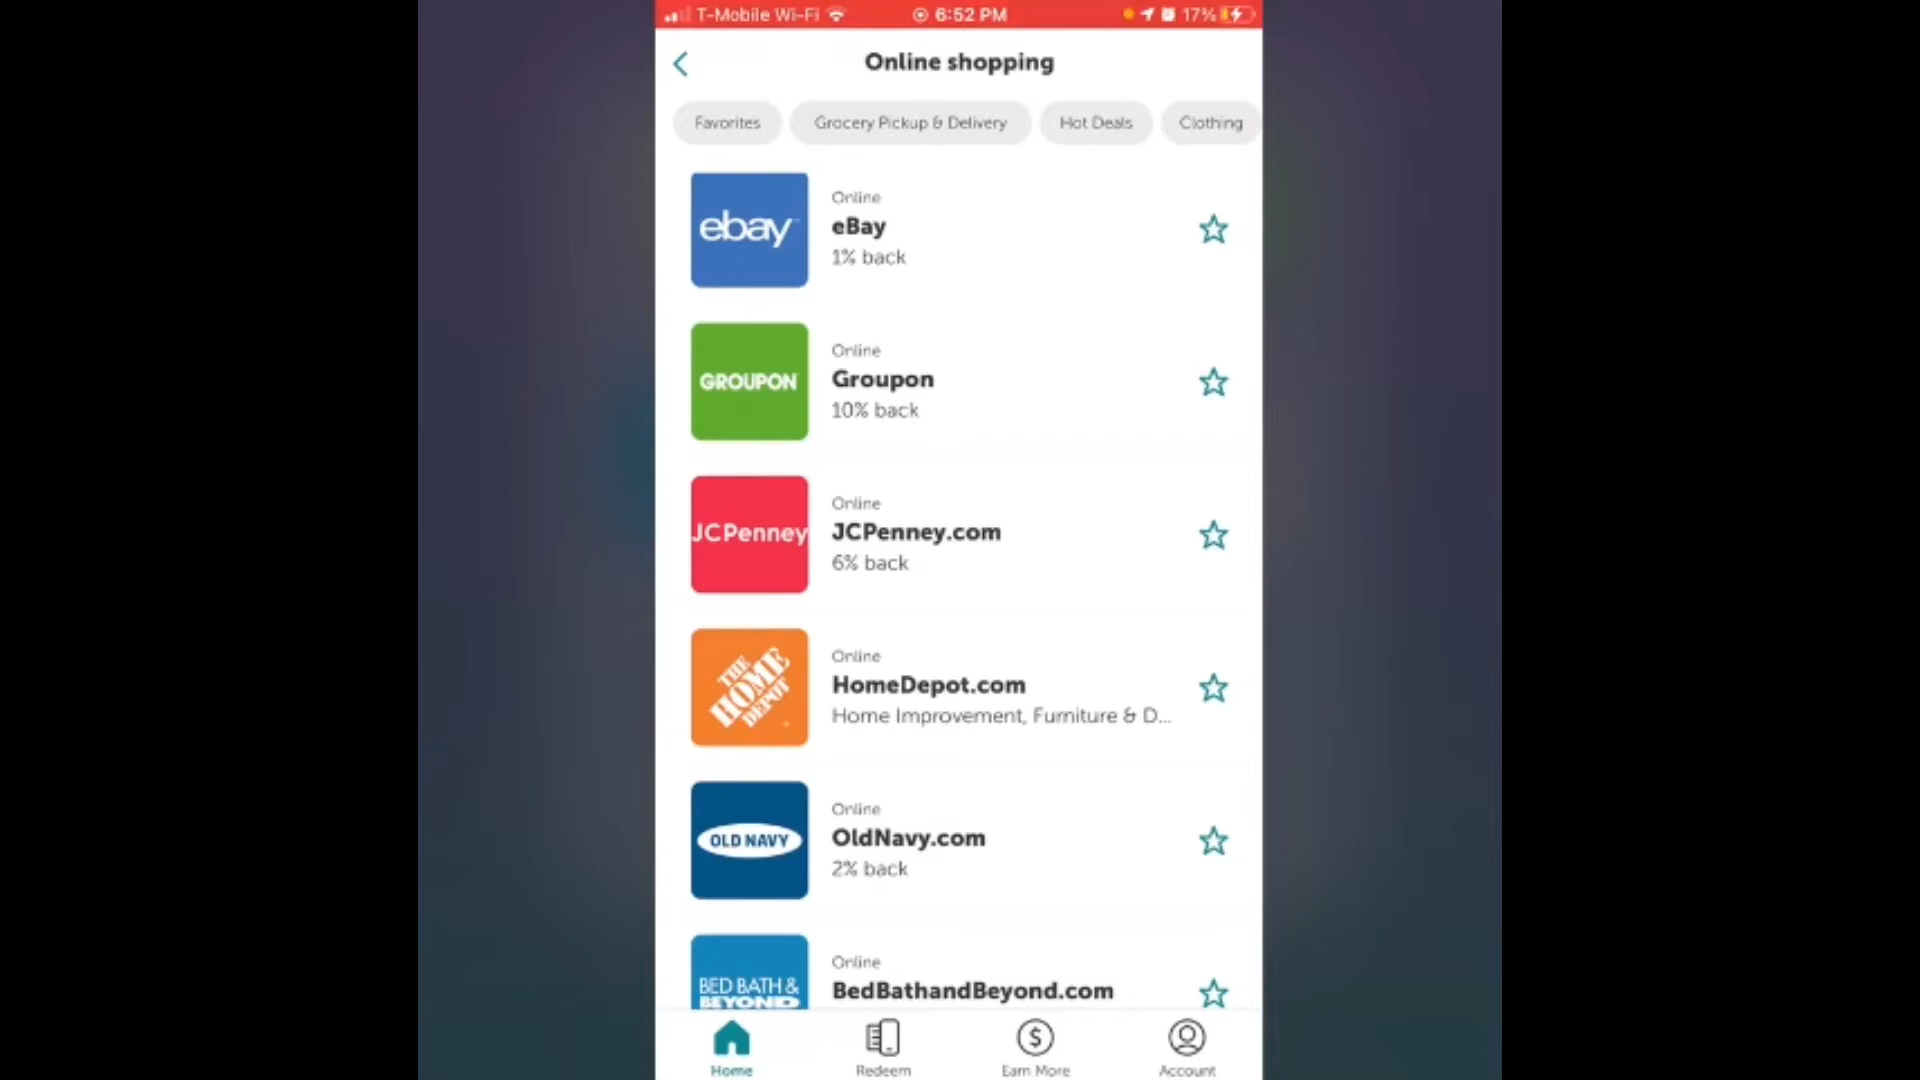 T-Mobile Wi-Fi 6:52 PM 17%
Online shopping
Favorites Grocery Pickup & Delivery Hot Deals Clothing
ebay
Online
eBay
1% back
GROUPON
Online
Groupon
10% back
JCPenney
Online
JCPenney.com
6% back
THE
HOME
DEPOT
Online
HomeDepot.com
Home Improvement, Furniture & D...
OLD NAVY
Online
OldNavy.com
2% back
BED BATH &
BEYOND
Online
BedBathandBeyond.com
Home Redeem Earn More Account